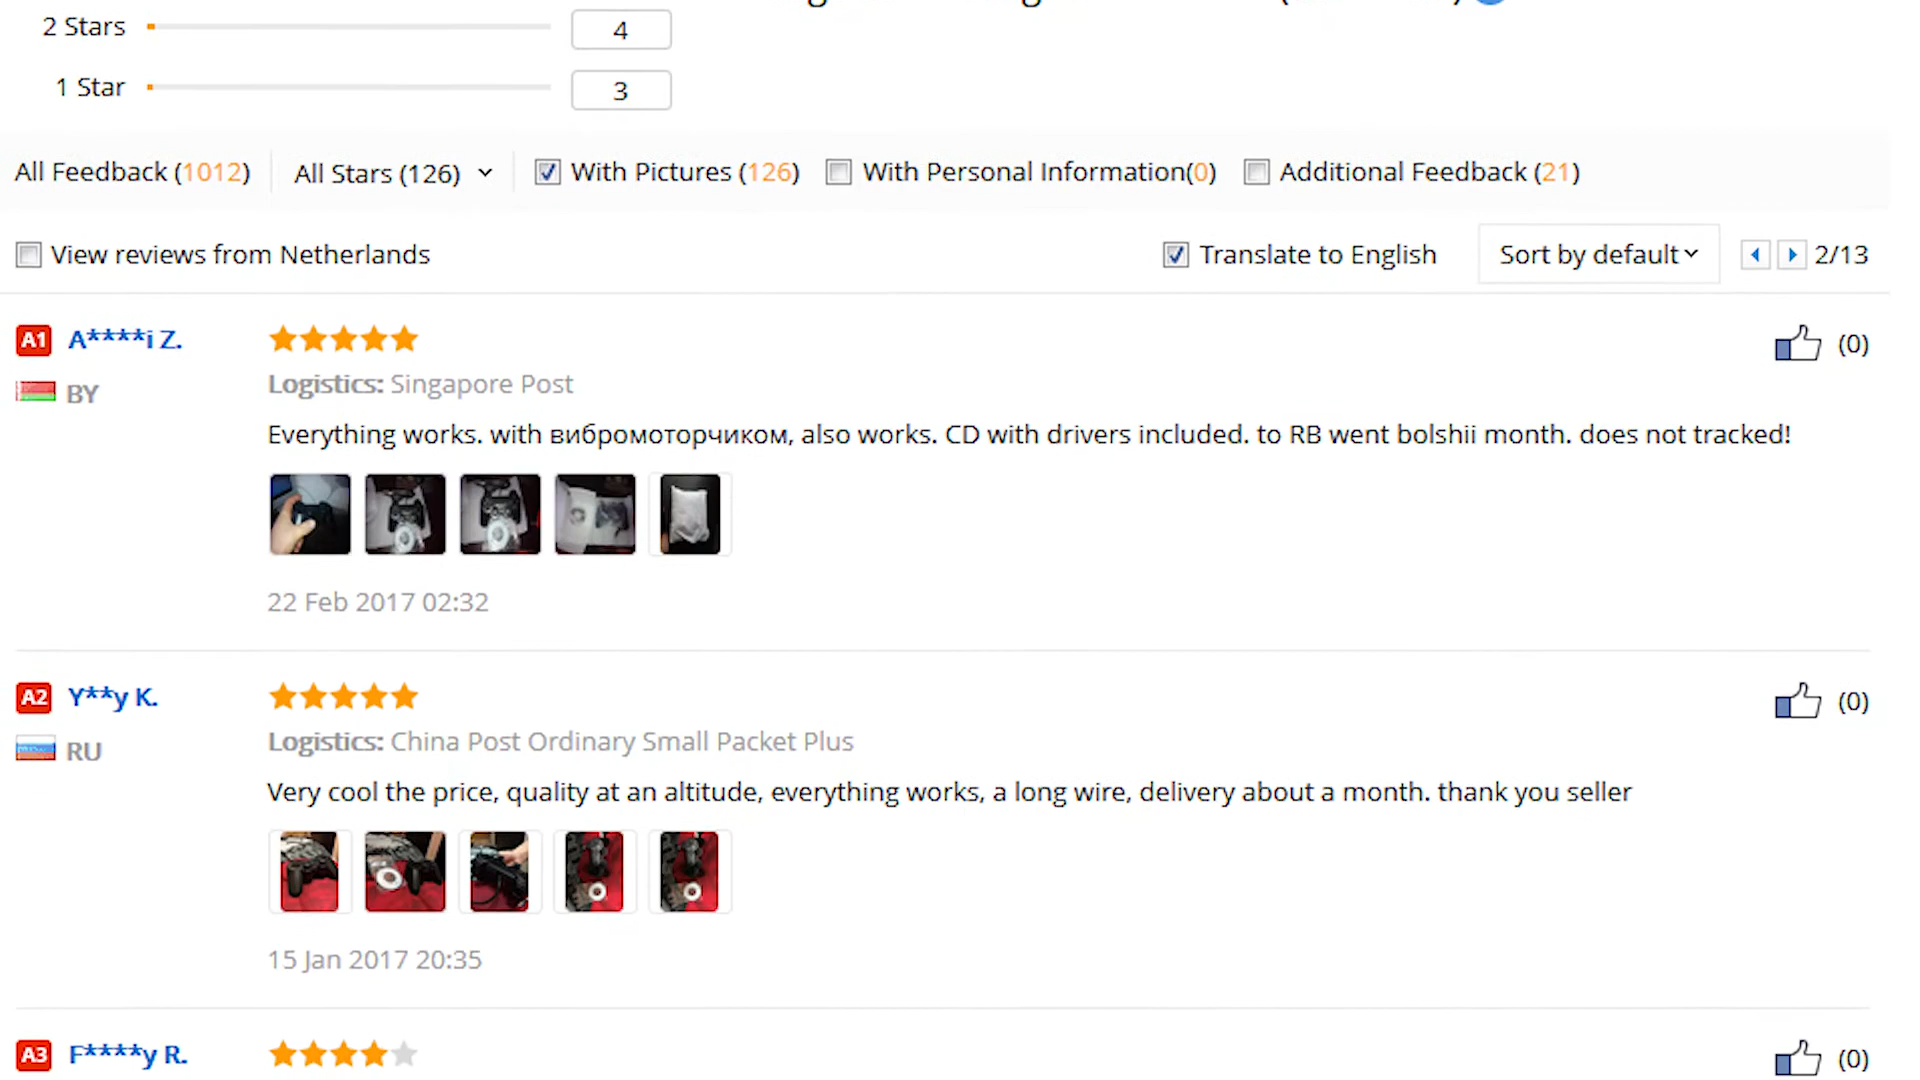 2 Stars 4
1 Star 3
All Feedback (1012) All Stars (126) With Pictures (126) With Personal Information(0) Additional Feedback (21)
View reviews from Netherlands Translate to English Sort by default 2/13
A1 A****i Z. (0)
BY Logistics: Singapore Post
Everything works. with вибромоторчиком, also works. CD with drivers included. to RB went bolshii month. does not tracked!
22 Feb 2017 02:32
A2 Y**y K. (0)
RU Logistics: China Post Ordinary Small Packet Plus
Very cool the price, quality at an altitude, everything works, a long wire, delivery about a month. thank you seller
15 Jan 2017 20:35
A3 F****y R. (0)